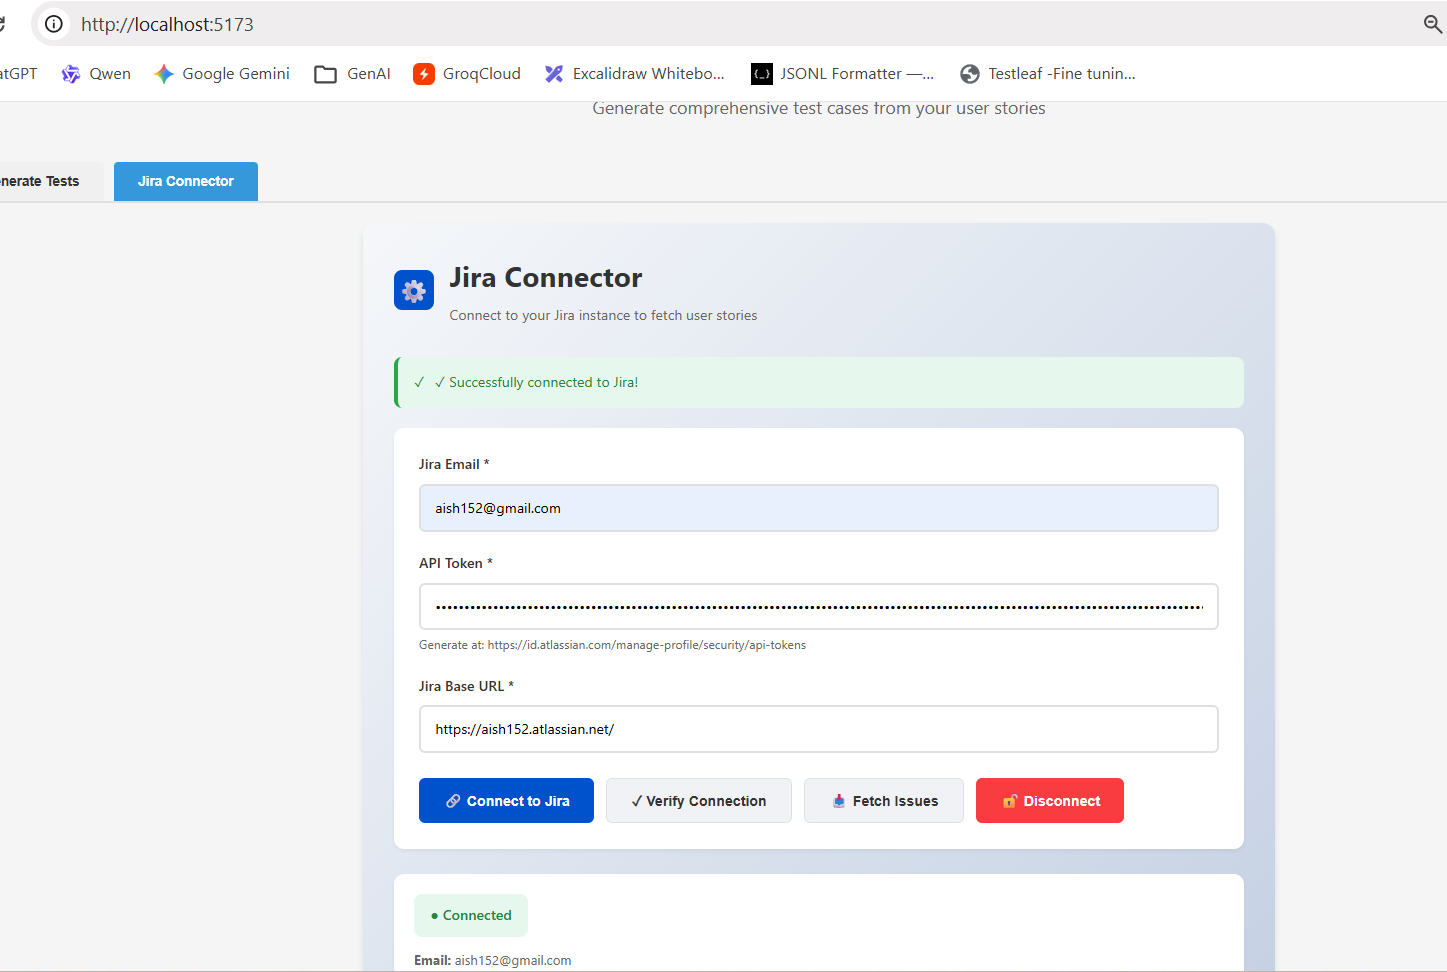 http://localhost:5173
atGPT Qwen Google Gemini GenAI GroqCloud Excalidraw Whitebo... JSONL Formatter —... Testleaf -Fine tunin...
Generate comprehensive test cases from your user stories
nerate Tests Jira Connector
Jira Connector
Connect to your Jira instance to fetch user stories
✓ ✓ Successfully connected to Jira!
Jira Email *
aish152@gmail.com
API Token *
Generate at: https://id.atlassian.com/manage-profile/security/api-tokens
Jira Base URL *
https://aish152.atlassian.net/
🔗 Connect to Jira ✓ Verify Connection 📥 Fetch Issues 🔓 Disconnect
● Connected
Email: aish152@gmail.com